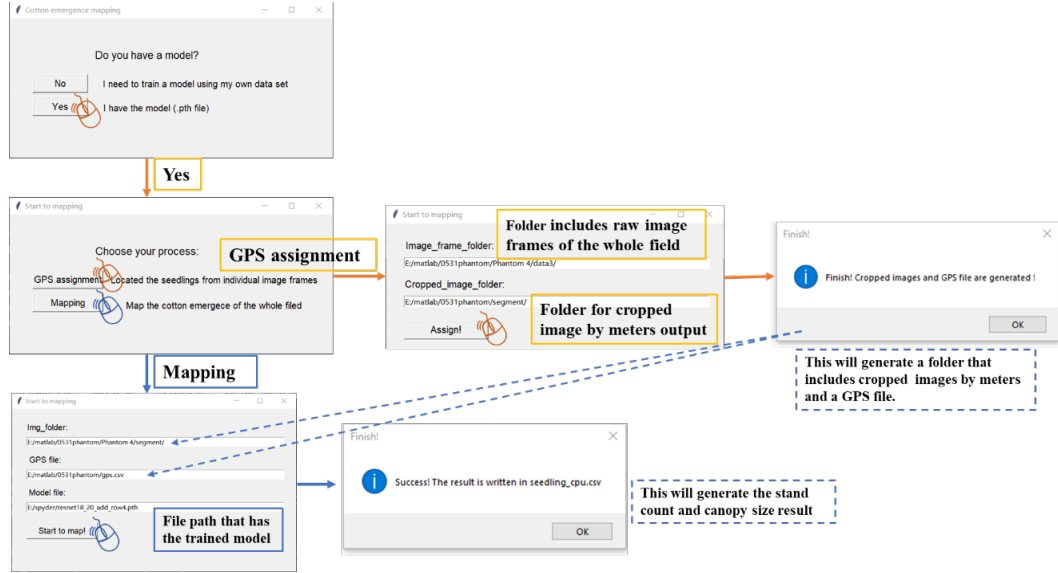 Cotton emergence mapping
Do you have a model?
No
I need to train a model using my own data set
Yes
I have the model (.pth file)
Yes
Start to mapping
Choose your process:
GPS assignment
Located the seedlings from individual image frames
Mapping
Map the cotton emergece of the whole filed
GPS assignment
Start to mapping
Image_frame_folder:
E:/matlab/0531phantom/Phantom 4/data3/
Cropped_image_folder:
E:/matlab/0531phantom/segment/
Assign!
Folder includes raw image
frames of the whole field
Folder for cropped
image by meters output
Finish!
Finish! Cropped images and GPS file are generated !
OK
This will generate a folder that
includes cropped images by meters
and a GPS file.
Mapping
Start to mapping
Img_folder:
E:/matlab/0531phantom/Phantom 4/segment/
GPS file:
E:/matlab/0531phantom/gps.csv
Model file:
E:/spyder/resnet18_20_add_row4.pth
Start to map!
File path that has
the trained model
Finish!
Success! The result is written in seedling_cpu.csv
OK
This will generate the stand
count and canopy size result